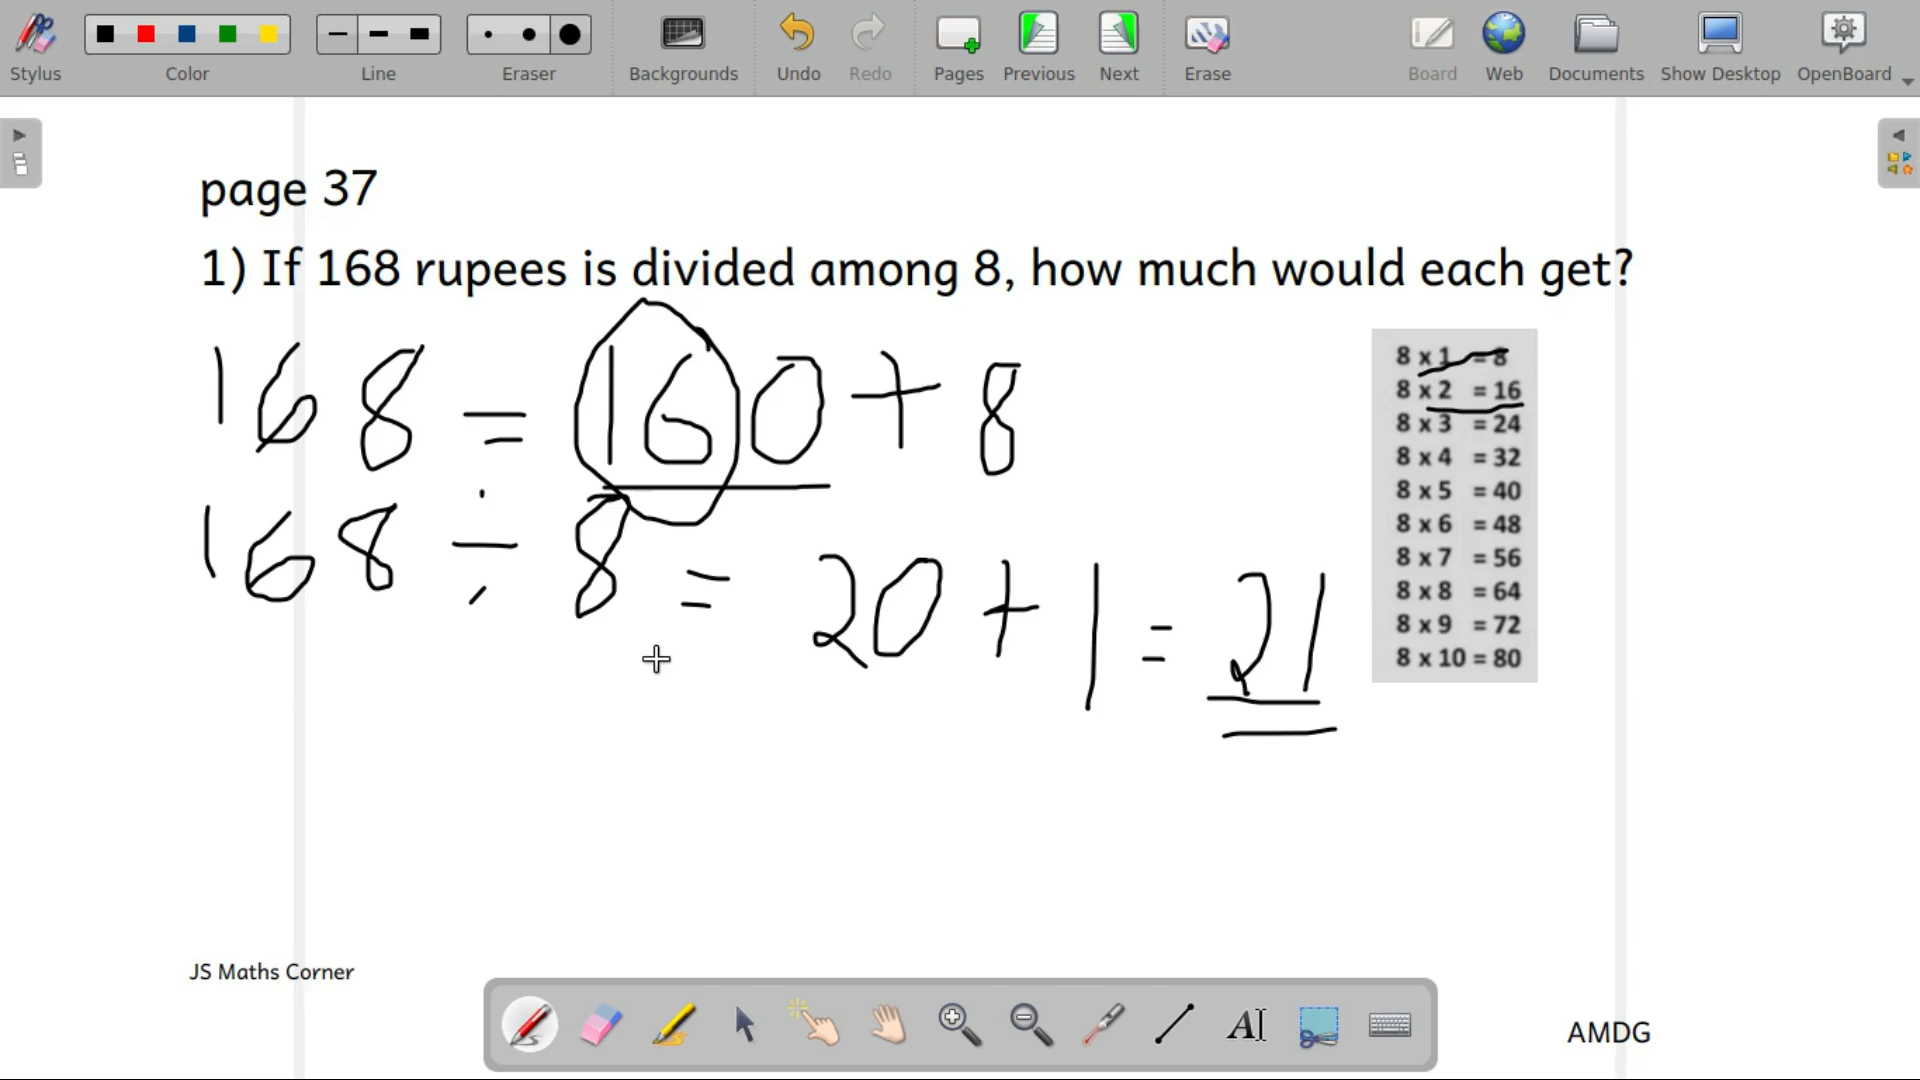 Stylus Color Line Eraser Backgrounds Undo Redo Pages Previous Next Erase Board Web Documents Show Desktop OpenBoard
page 37
1) If 168 rupees is divided among 8, how much would each get?
168 = 160 + 8
168 ÷ 8 = 20 + 1 = 21
8 x 1 = 8
8 x 2 = 16
8 x 3 = 24
8 x 4 = 32
8 x 5 = 40
8 x 6 = 48
8 x 7 = 56
8 x 8 = 64
8 x 9 = 72
8 x 10 = 80
JS Maths Corner
AI
AMDG